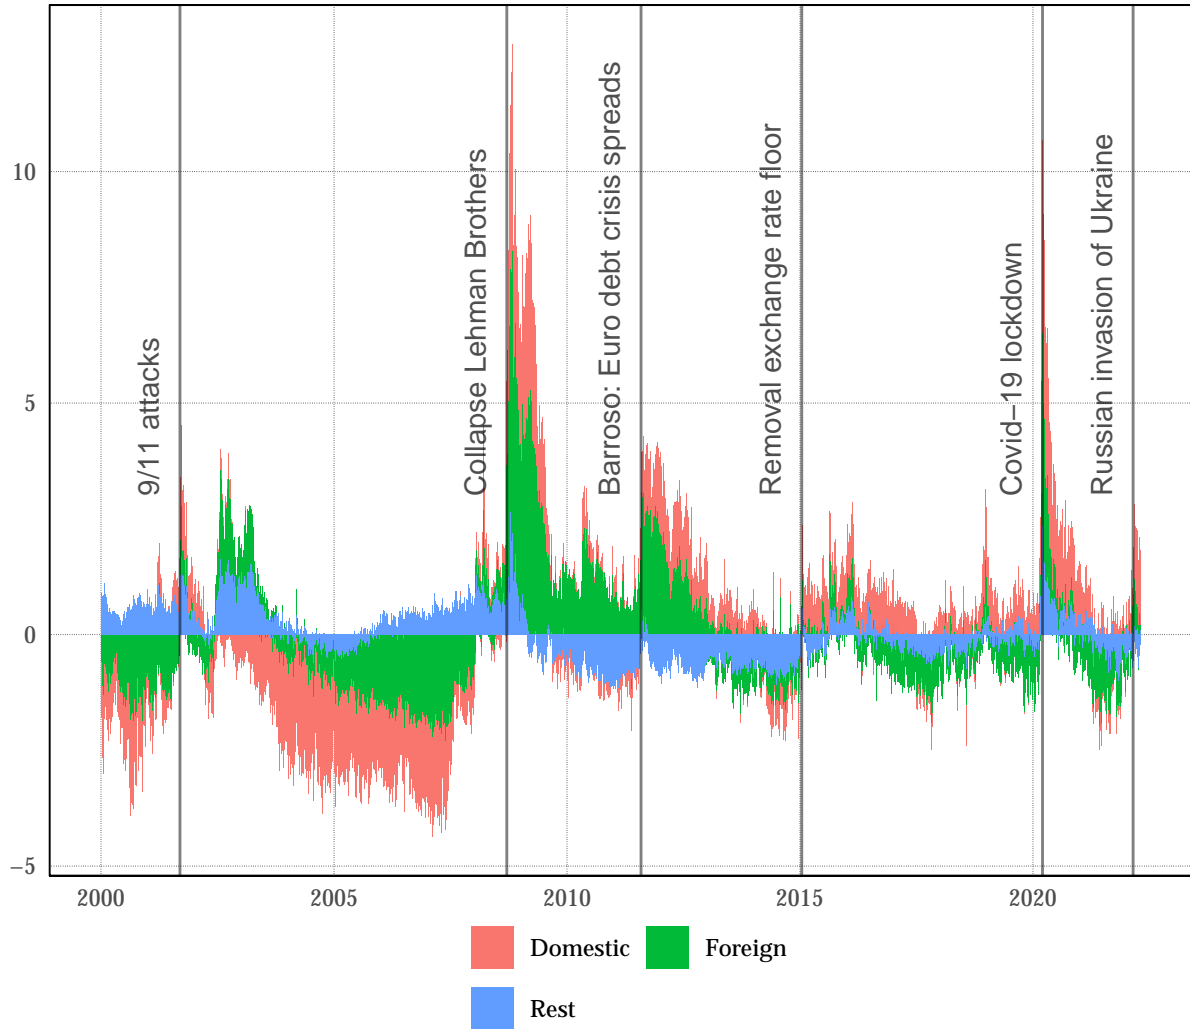 10
5
0
−5
9/11 attacks
Collapse Lehman Brothers
Barroso: Euro debt crisis spreads
Removal exchange rate floor
Covid−19 lockdown
Russian invasion of Ukraine
2000 2005 2010 2015 2020
Domestic Foreign
Rest